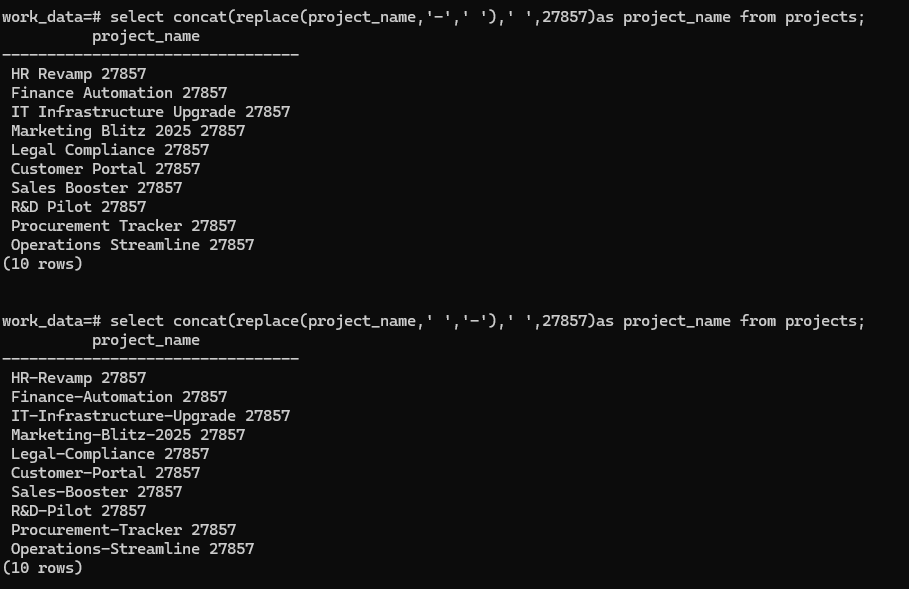 work_data=# select concat(replace(project_name,'-',' '),' ',27857)as project_name from projects;
          project_name
---------------------------------
 HR Revamp 27857
 Finance Automation 27857
 IT Infrastructure Upgrade 27857
 Marketing Blitz 2025 27857
 Legal Compliance 27857
 Customer Portal 27857
 Sales Booster 27857
 R&D Pilot 27857
 Procurement Tracker 27857
 Operations Streamline 27857
(10 rows)
work_data=# select concat(replace(project_name,' ','-'),' ',27857)as project_name from projects;
          project_name
---------------------------------
 HR-Revamp 27857
 Finance-Automation 27857
 IT-Infrastructure-Upgrade 27857
 Marketing-Blitz-2025 27857
 Legal-Compliance 27857
 Customer-Portal 27857
 Sales-Booster 27857
 R&D-Pilot 27857
 Procurement-Tracker 27857
 Operations-Streamline 27857
(10 rows)